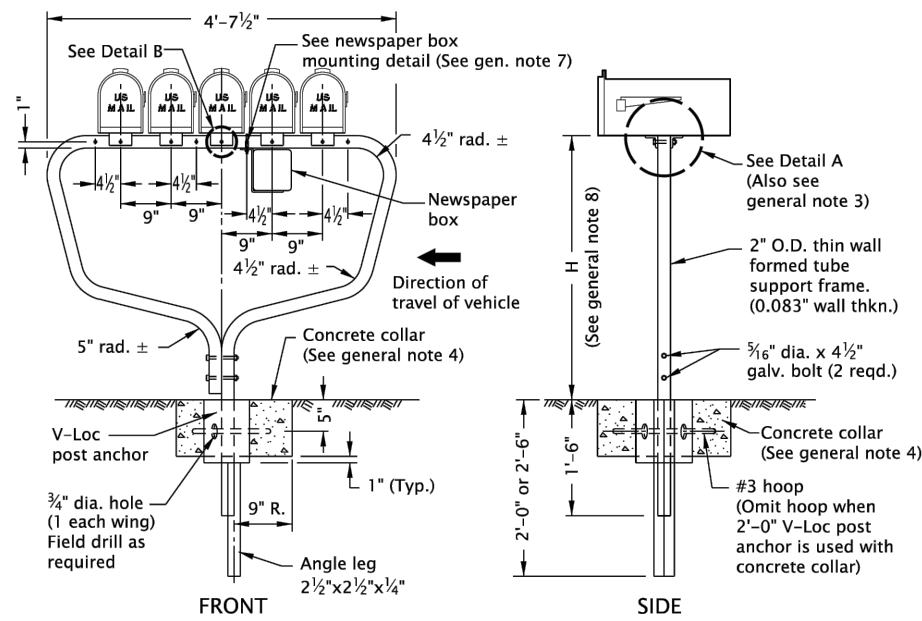 4'-7½"
See Detail B
See newspaper box
mounting detail (See gen. note 7)
US
MAIL
US
MAIL
US
MAIL
US
MAIL
US
MAIL
1"
4½" rad. ±
4½"
4½"
9"
9"
4½"
4½"
9"
9"
Newspaper
box
4½" rad. ±
Direction of
travel of vehicle
5" rad. ±
Concrete collar
(See general note 4)
5"
V-Loc
post anchor
1" (Typ.)
¾" dia. hole
(1 each wing)
Field drill as
required
9" R.
Angle leg
2½"x2½"x¼"
FRONT
See Detail A
(Also see
general note 3)
H
(See general note 8)
2" O.D. thin wall
formed tube
support frame.
(0.083" wall thkn.)
5⁄16" dia. x 4½"
galv. bolt (2 reqd.)
2'-0" or 2'-6"
1'-6"
Concrete collar
(See general note 4)
#3 hoop
(Omit hoop when
2'-0" V-Loc post
anchor is used with
concrete collar)
SIDE